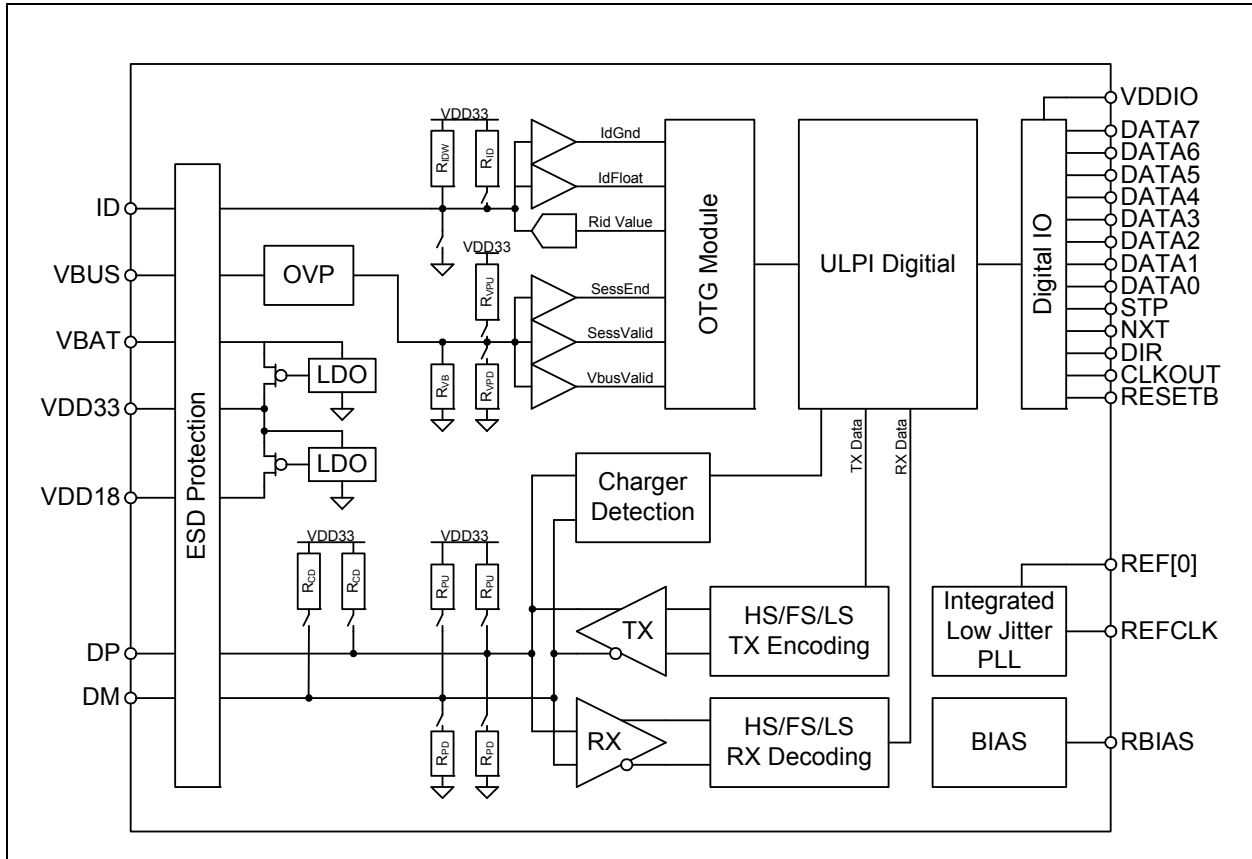 VDD33
VDDIO
RIDW
RID
IdGnd
IdFloat
Rid Value
ID
VBUS
OVP
VBAT
LDO
VDD33
LDO
VDD18
ESD Protection
VDD33
RVPU
RVB
RVPD
SessEnd
SessValid
VbusValid
OTG Module
ULPI Digitial
Digital IO
DATA7
DATA6
DATA5
DATA4
DATA3
DATA2
DATA1
DATA0
STP
NXT
DIR
CLKOUT
RESETB
TX Data
RX Data
Charger
Detection
VDD33
RCD
RCD
VDD33
RPU
RPU
DP
DM
RPD
RPD
TX
HS/FS/LS
TX Encoding
RX
HS/FS/LS
RX Decoding
Integrated
Low Jitter
PLL
REF[0]
REFCLK
BIAS
RBIAS